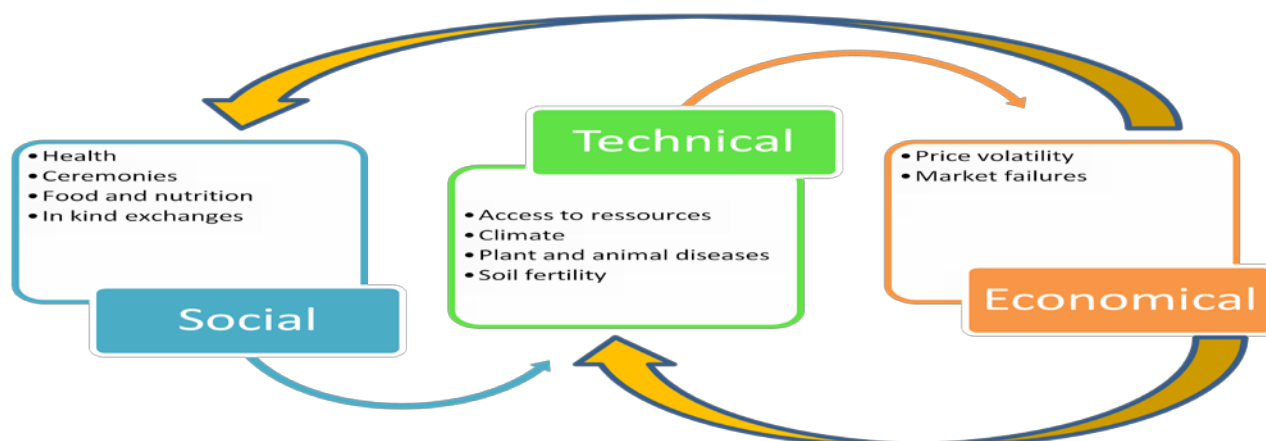 • Health
• Ceremonies
• Food and nutrition
• In kind exchanges
Social
Technical
• Access to ressources
• Climate
• Plant and animal diseases
• Soil fertility
• Price volatility
• Market failures
Economical